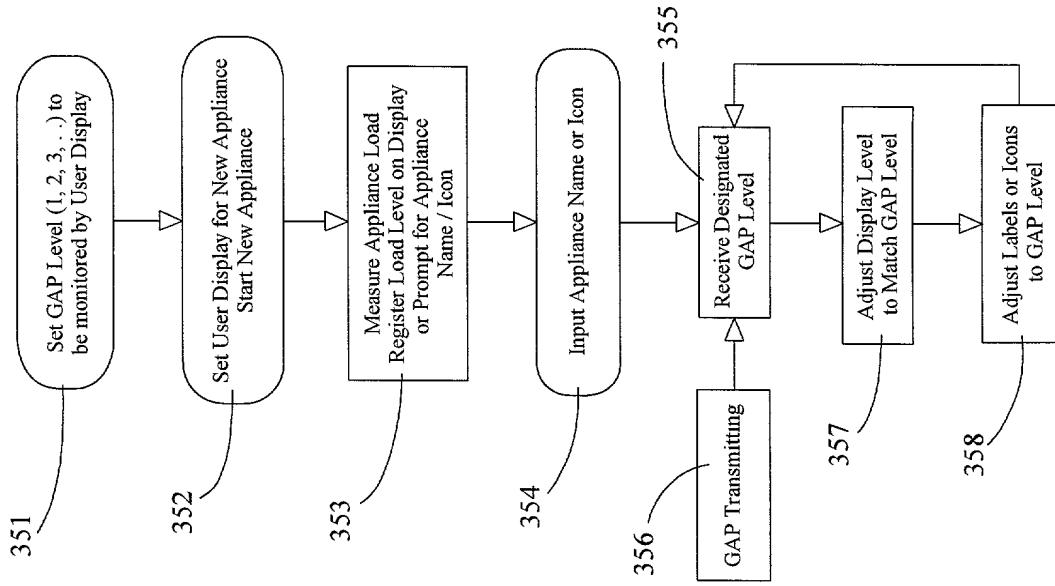 351
Set GAP Level (1, 2, 3, . .) to
be monitored by User Display
352
Set User Display for New Appliance
Start New Appliance
353
Measure Appliance Load
Register Load Level on Display
or Prompt for Appliance
Name / Icon
354
Input Appliance Name or Icon
355
Receive Designated
GAP Level
356
GAP Transmitting
357
Adjust Display Level
to Match GAP Level
358
Adjust Labels or Icons
to GAP Level